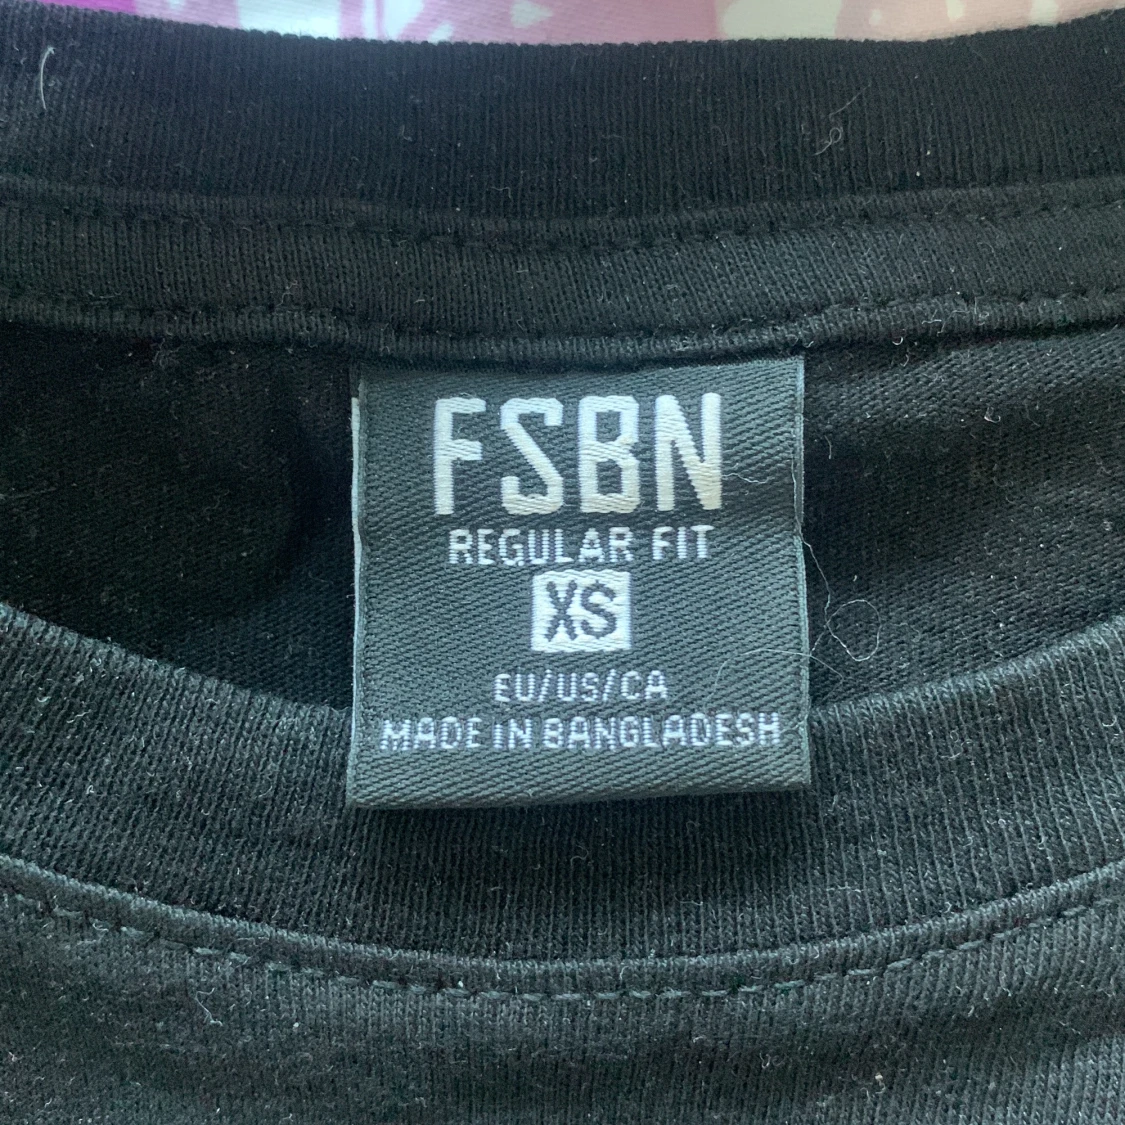 FSBN
REGULAR FIT
XS
EU/US/CA
MADE IN BANGLADESH